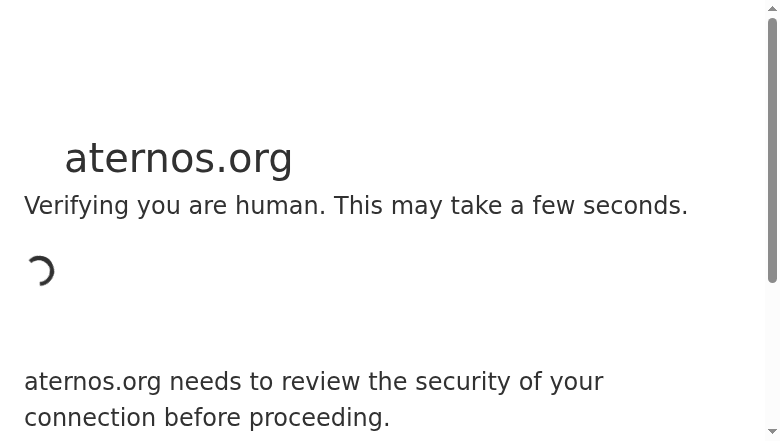 aternos.org
Verifying you are human. This may take a few seconds.
aternos.org needs to review the security of your
connection before proceeding.